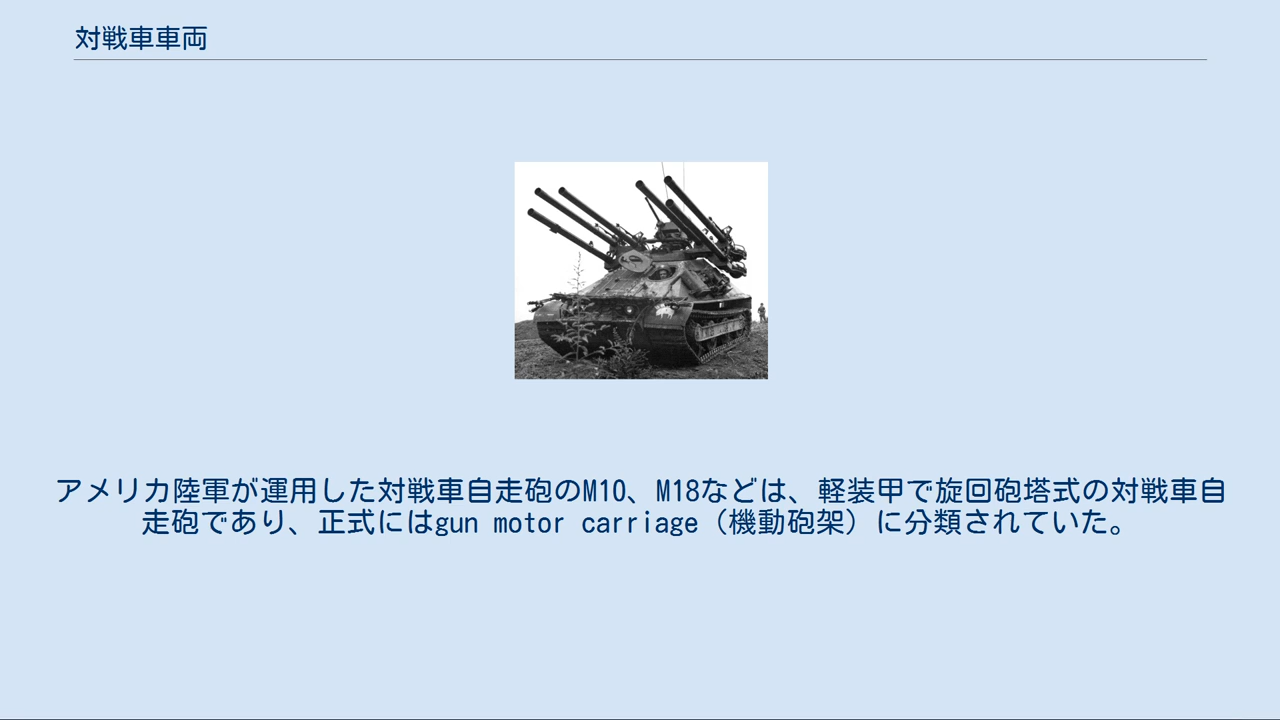 対戦車車両
アメリカ陸軍が運用した対戦車自走砲のM10、M18などは、軽装甲で旋回砲塔式の対戦車自
走砲であり、正式にはgun motor carriage（機動砲架）に分類されていた。